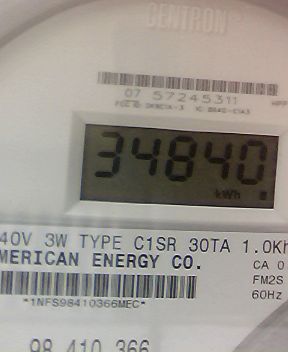 CENTRON
07 57245311
34840
kWh
40V 3W TYPE C1SR 30TA 1.0Kh
MERICAN ENERGY CO.
CA 0
FM2S
60Hz
*1NFS98410366MEC*
98 410 366